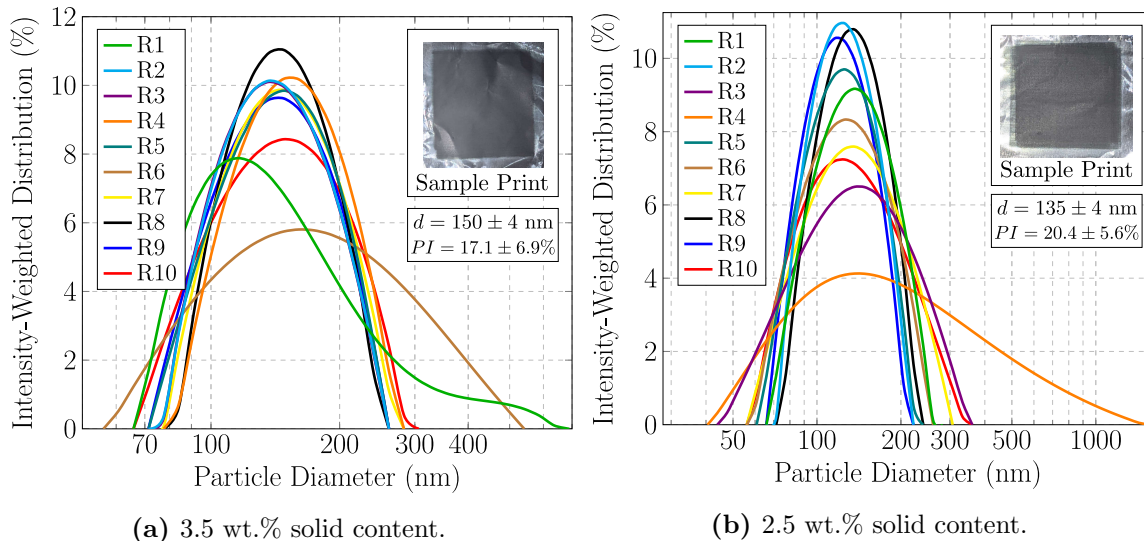 Intensity-Weighted Distribution (%)
12
10
8
6
4
2
0
R1
R2
R3
R4
R5
R6
R7
R8
R9
R10
Sample Print
d = 150 ± 4 nm
PI = 17.1 ± 6.9%
70 100 200 300 400
Particle Diameter (nm)
(a) 3.5 wt.% solid content.
Intensity-Weighted Distribution (%)
10
8
6
4
2
0
R1
R2
R3
R4
R5
R6
R7
R8
R9
R10
Sample Print
d = 135 ± 4 nm
PI = 20.4 ± 5.6%
50 100 200 300 500 1000
Particle Diameter (nm)
(b) 2.5 wt.% solid content.